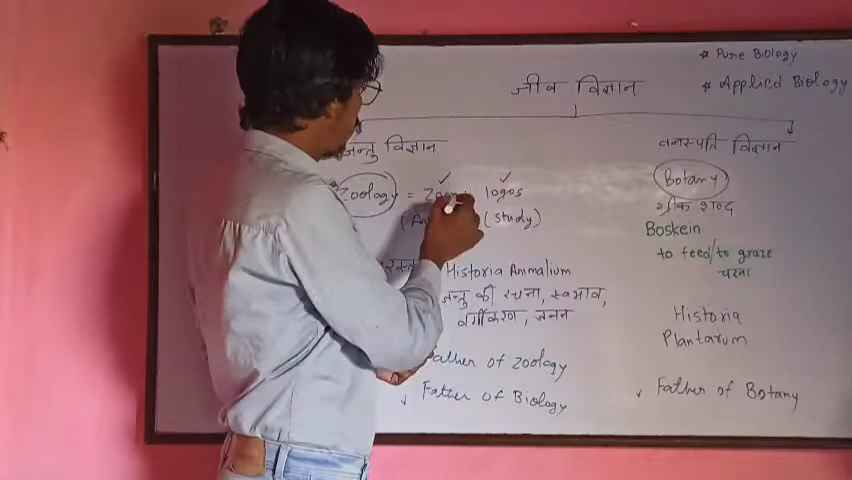 * Pure Biology
* Applied Biology
जीव विज्ञान
जन्तु विज्ञान
Zoology = Zoon + logos
(study)
Historia Animalium
जन्तु की रचना, स्वभाव,
वर्गीकरण, जनन
Father of Zoology
Father of Biology
वनस्पति विज्ञान
Botany
ग्रीक शब्द
Boskein
to feed/to graze
चरना
Historia
Plantarum
Father of Botany